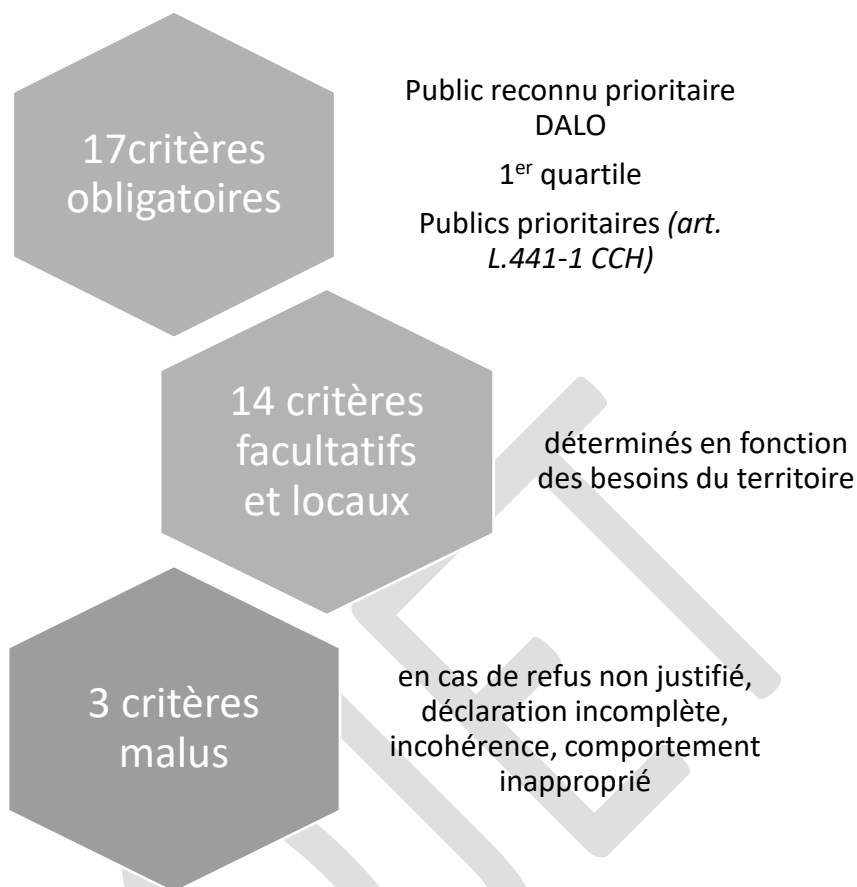 17critères
obligatoires
Public reconnu prioritaire
DALO
1er quartile
Publics prioritaires (art.
L.441-1 CCH)
14 critères
facultatifs
et locaux
déterminés en fonction
des besoins du territoire
3 critères
malus
en cas de refus non justifié,
déclaration incomplète,
incohérence, comportement
inapproprié